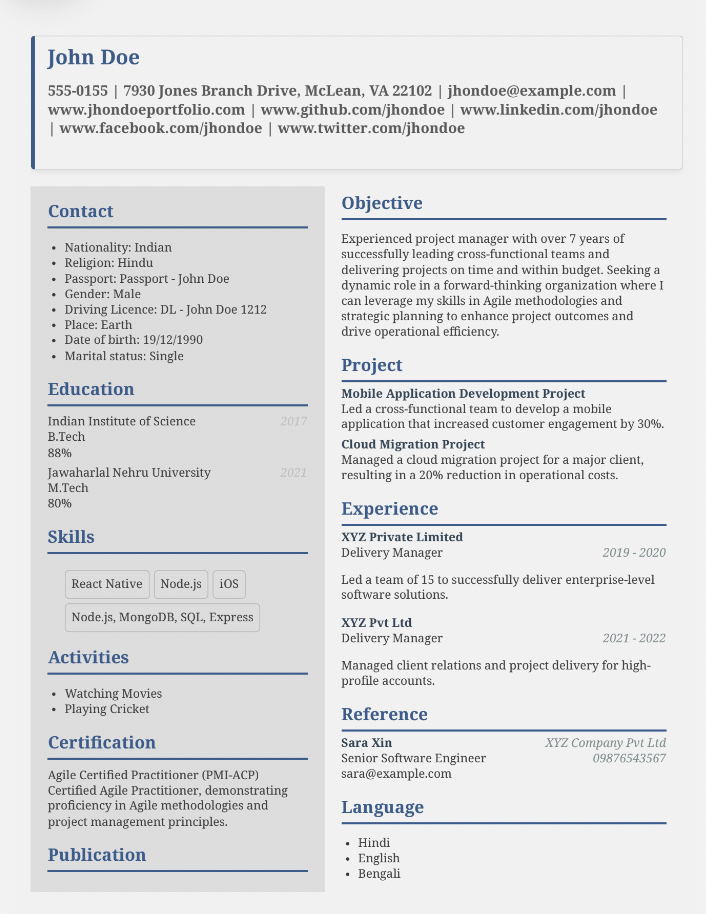 John Doe
555-0155 | 7930 Jones Branch Drive, McLean, VA 22102 | jhondoe@example.com |
www.jhondoeportfolio.com | www.github.com/jhondoe | www.linkedin.com/jhondoe
| www.facebook.com/jhondoe | www.twitter.com/jhondoe
Contact
• Nationality: Indian
• Religion: Hindu
• Passport: Passport - John Doe
• Gender: Male
• Driving Licence: DL - John Doe 1212
• Place: Earth
• Date of birth: 19/12/1990
• Marital status: Single
Education
Indian Institute of Science 2017
B.Tech
88%
Jawaharlal Nehru University 2021
M.Tech
80%
Skills
React Native Node.js iOS
Node.js, MongoDB, SQL, Express
Activities
• Watching Movies
• Playing Cricket
Certification
Agile Certified Practitioner (PMI-ACP)
Certified Agile Practitioner, demonstrating
proficiency in Agile methodologies and
project management principles.
Publication
Objective
Experienced project manager with over 7 years of
successfully leading cross-functional teams and
delivering projects on time and within budget. Seeking a
dynamic role in a forward-thinking organization where I
can leverage my skills in Agile methodologies and
strategic planning to enhance project outcomes and
drive operational efficiency.
Project
Mobile Application Development Project
Led a cross-functional team to develop a mobile
application that increased customer engagement by 30%.
Cloud Migration Project
Managed a cloud migration project for a major client,
resulting in a 20% reduction in operational costs.
Experience
XYZ Private Limited
Delivery Manager 2019 - 2020
Led a team of 15 to successfully deliver enterprise-level
software solutions.
XYZ Pvt Ltd
Delivery Manager 2021 - 2022
Managed client relations and project delivery for high-
profile accounts.
Reference
Sara Xin XYZ Company Pvt Ltd
Senior Software Engineer 09876543567
sara@example.com
Language
• Hindi
• English
• Bengali